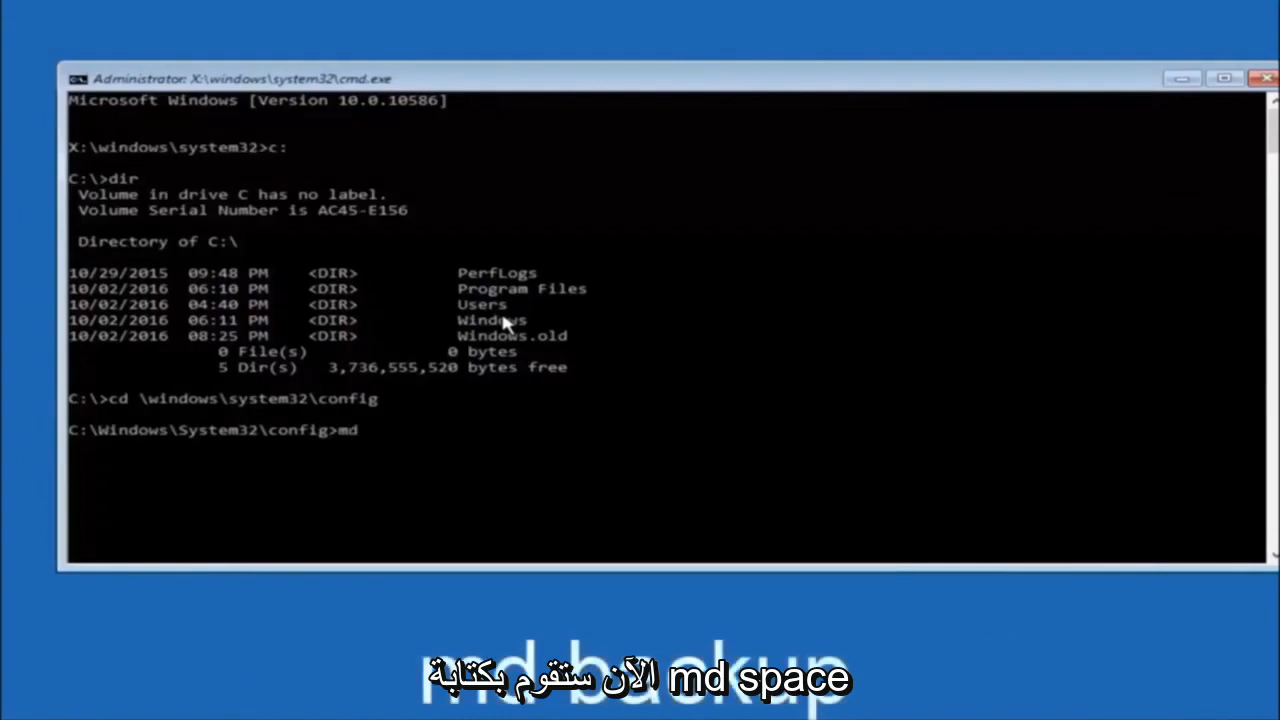 Administrator: X:\windows\system32\cmd.exe
Microsoft Windows [Version 10.0.10586]
X:\windows\system32>c:
C:\>dir
Volume in drive C has no label.
Volume Serial Number is AC45-E156
Directory of C:\
10/29/2015 09:48 PM <DIR> PerfLogs
10/02/2016 06:10 PM <DIR> Program Files
10/02/2016 04:40 PM <DIR> Users
10/02/2016 06:11 PM <DIR> Windows
10/02/2016 08:25 PM <DIR> Windows.old
0 File(s) 0 bytes
5 Dir(s) 3,736,555,520 bytes free
C:\>cd \windows\system32\config
C:\Windows\System32\config>md
md backup
الآن ستقوم بكتابة md space